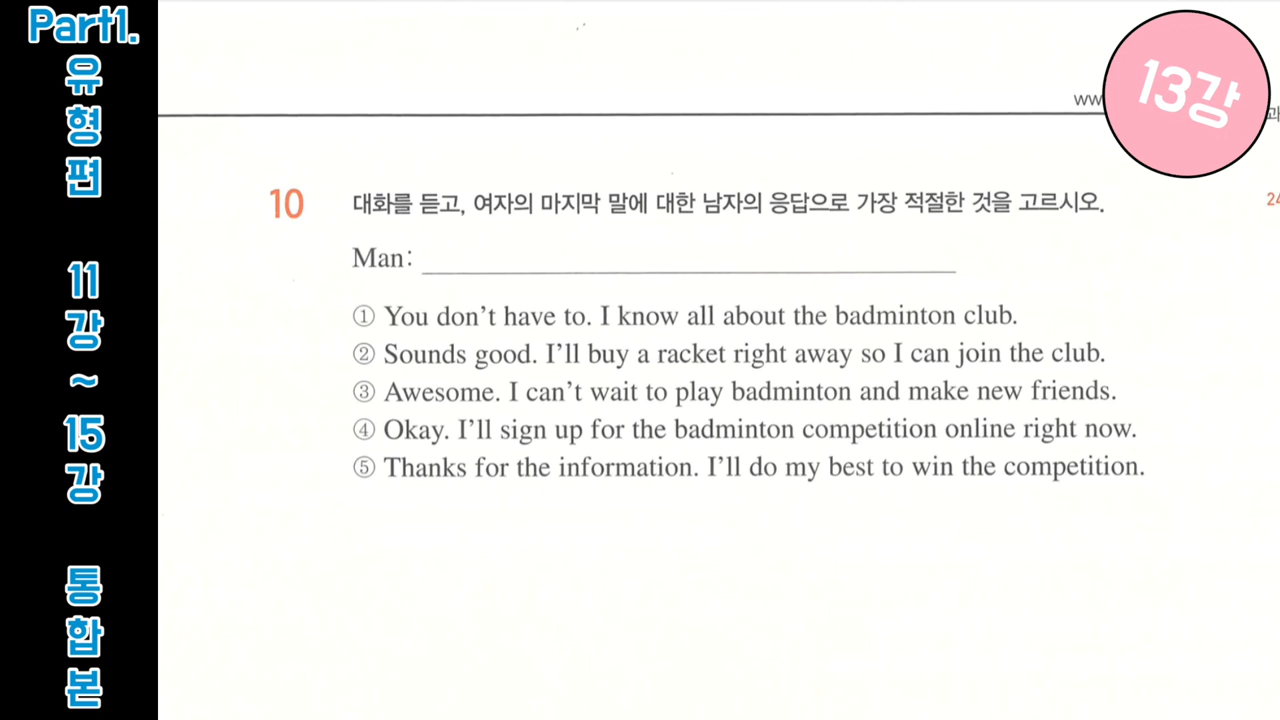 Part1.
유
형
편
11
강
~
15
강
통
합
본
13강
10 대화를 듣고, 여자의 마지막 말에 대한 남자의 응답으로 가장 적절한 것을 고르시오.
Man:
① You don't have to. I know all about the badminton club.
② Sounds good. I'll buy a racket right away so I can join the club.
③ Awesome. I can't wait to play badminton and make new friends.
④ Okay. I'll sign up for the badminton competition online right now.
⑤ Thanks for the information. I'll do my best to win the competition.